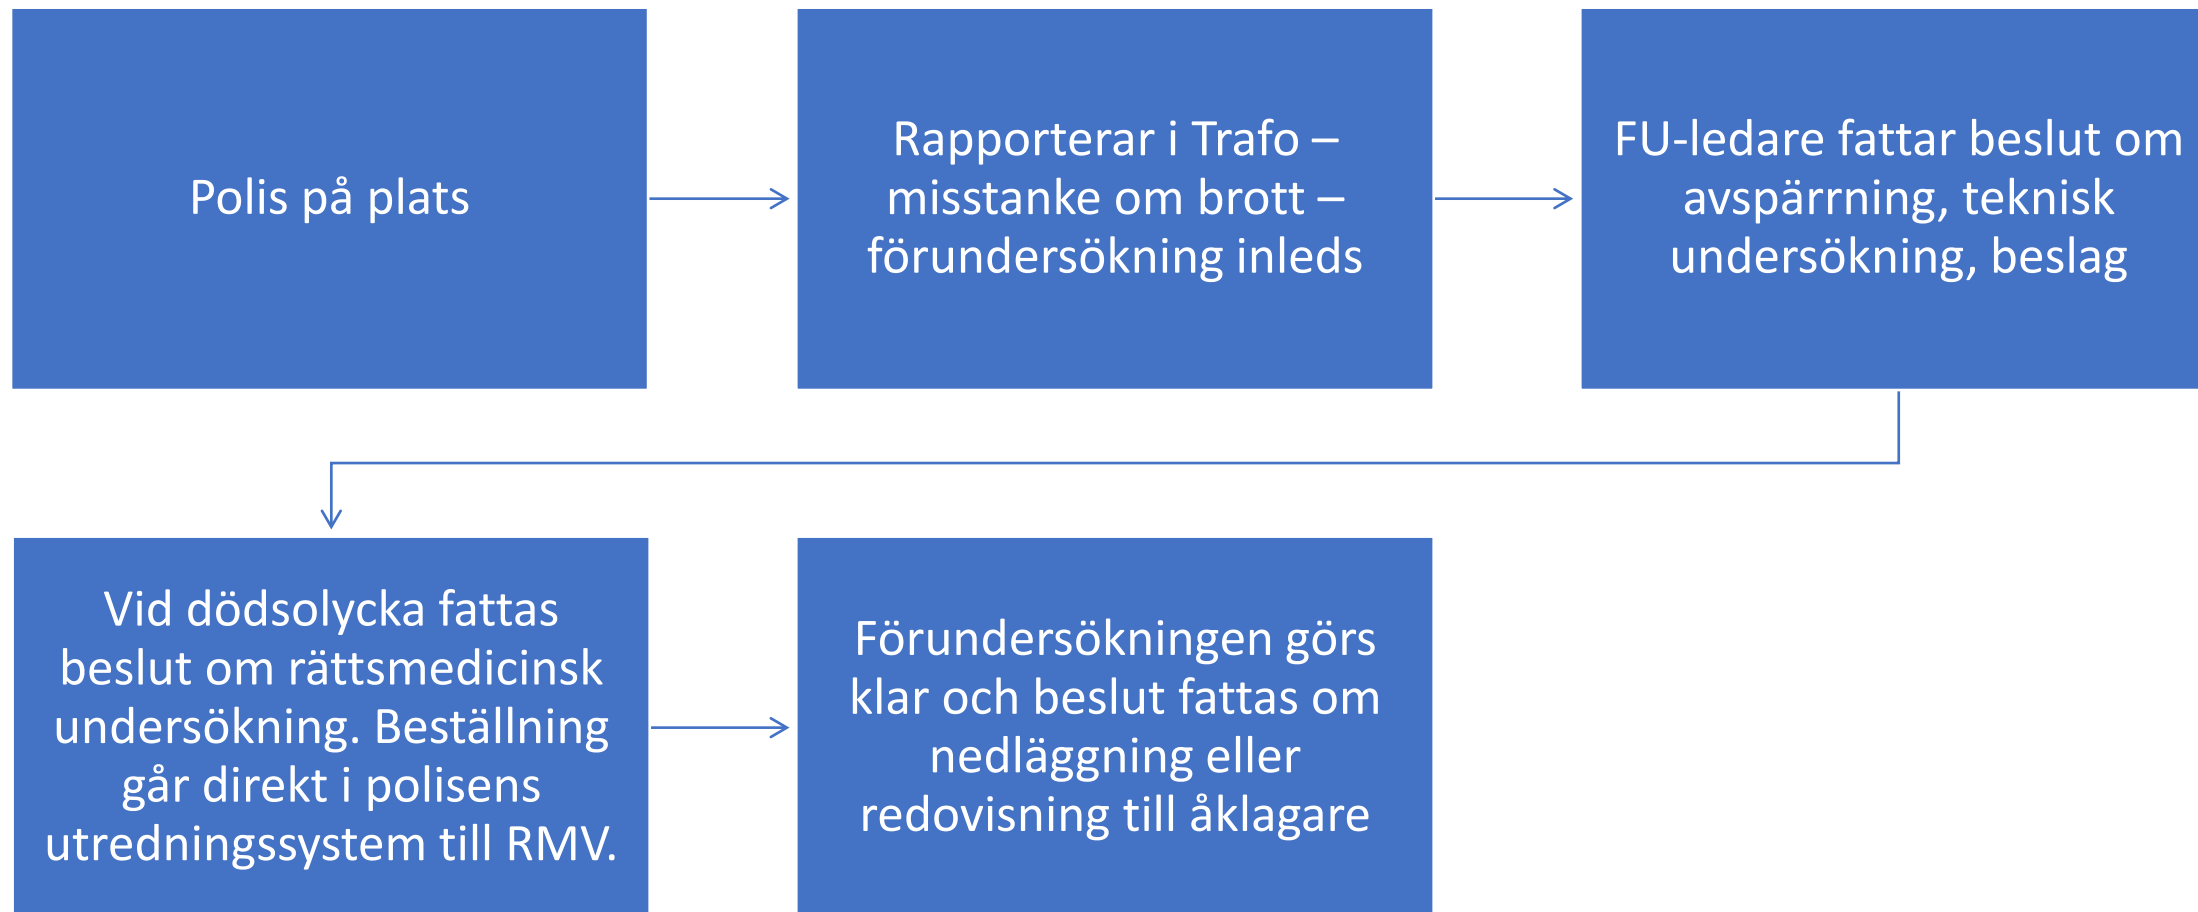 Polis på plats
Rapporterar i Trafo –
misstanke om brott –
förundersökning inleds
FU-ledare fattar beslut om
avspärrning, teknisk
undersökning, beslag
Vid dödsolycka fattas
beslut om rättsmedicinsk
undersökning. Beställning
går direkt i polisens
utredningssystem till RMV.
Förundersökningen görs
klar och beslut fattas om
nedläggning eller
redovisning till åklagare